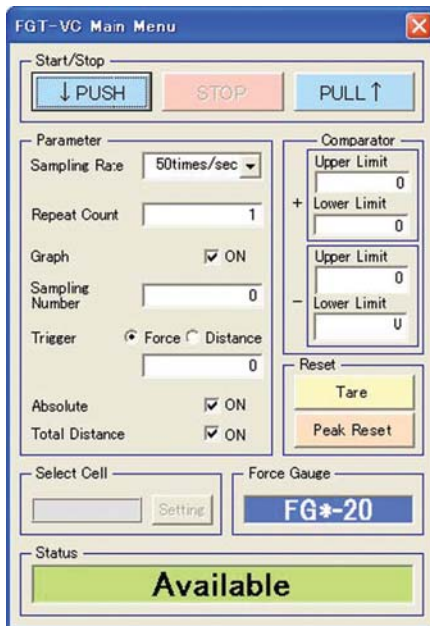 FGT-VC Main Menu
Start/Stop
↓PUSH
STOP
PULL↑
Parameter
Sampling Rate
50times/sec
Repeat Count
1
Graph
ON
Sampling
Number
0
Trigger
Force
Distance
0
Absolute
ON
Total Distance
ON
Comparator
+
Upper Limit
0
Lower Limit
0
−
Upper Limit
0
Lower Limit
U
Reset
Tare
Peak Reset
Select Cell
Setting
Force Gauge
FG*-20
Status
Available